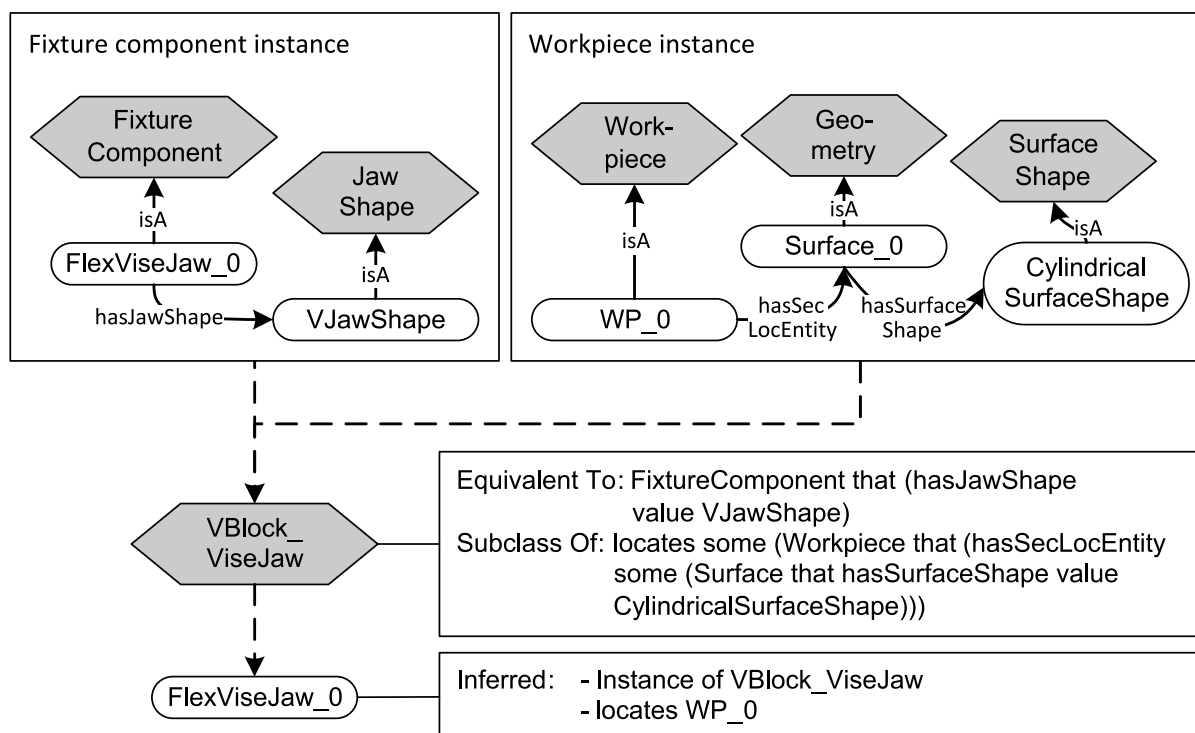 Fixture component instance
Fixture
Component
isA
FlexViseJaw_0
hasJawShape
Jaw
Shape
isA
VJawShape
Workpiece instance
Work-
piece
isA
WP_0
Geo-
metry
isA
Surface_0
hasSec
LocEntity
hasSurface
Shape
Surface
Shape
isA
Cylindrical
SurfaceShape
VBlock_
ViseJaw
Equivalent To: FixtureComponent that (hasJawShape
value VJawShape)
Subclass Of: locates some (Workpiece that (hasSecLocEntity
some (Surface that hasSurfaceShape value
CylindricalSurfaceShape)))
FlexViseJaw_0
Inferred: - Instance of VBlock_ViseJaw
- locates WP_0